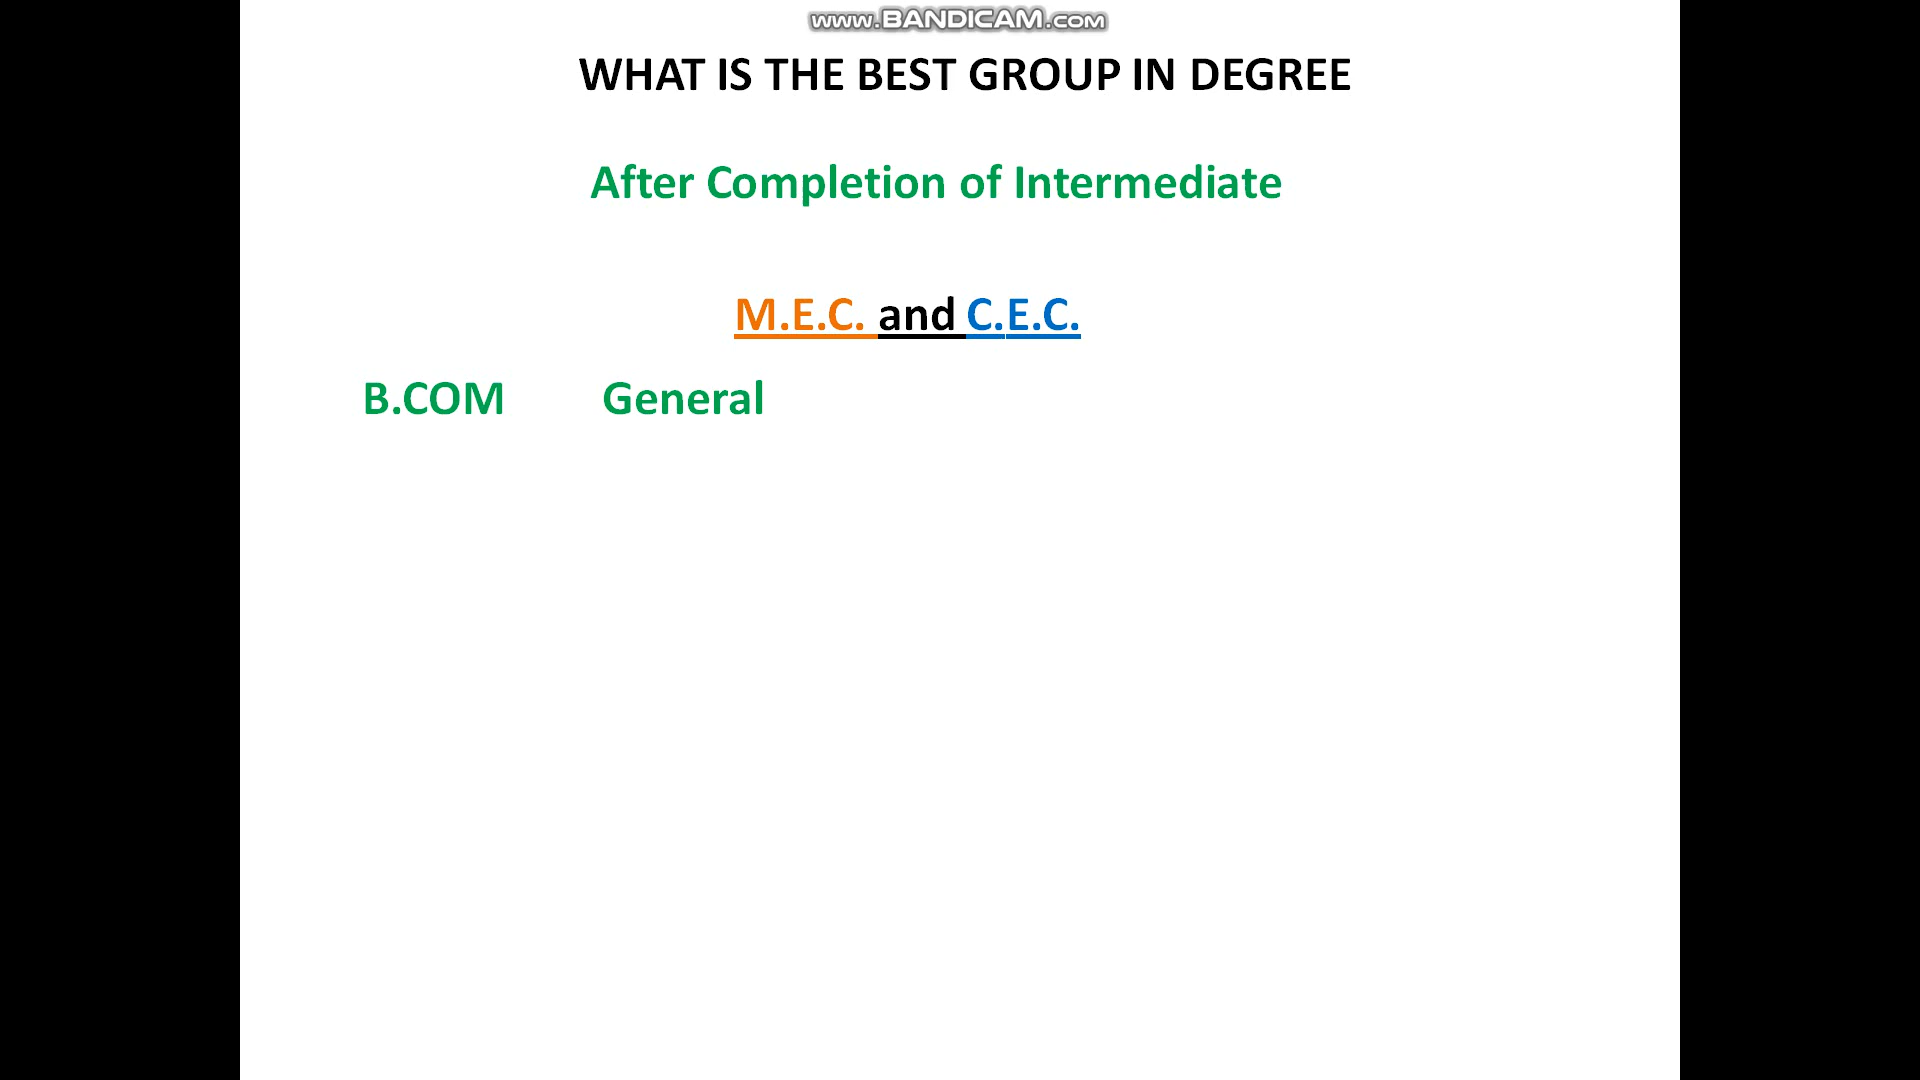 www.BANDICAM.com
WHAT IS THE BEST GROUP IN DEGREE
After Completion of Intermediate
M.E.C. and C.E.C.
B.COM General